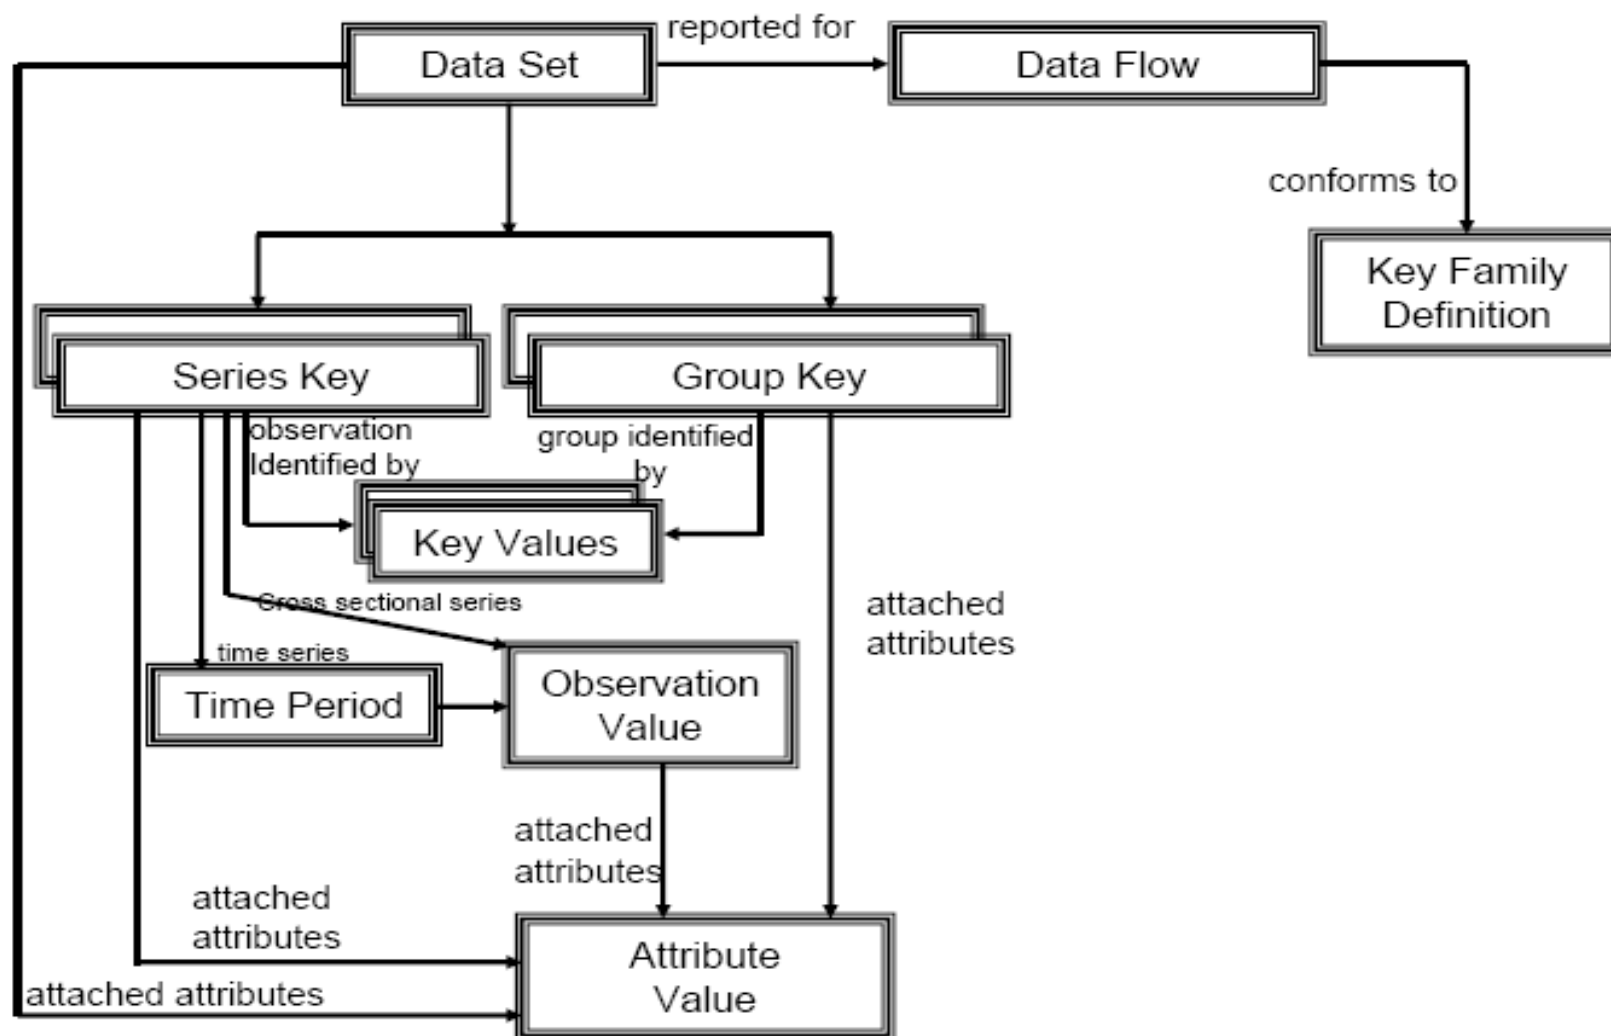 reported for
Data Set
Data Flow
conforms to
Key Family
Definition
Series Key
Group Key
observation
Identified by
group identified
by
Key Values
Cross sectional series
attached
attributes
time series
Time Period
Observation
Value
attached
attributes
attached
attributes
Attribute
Value
attached attributes